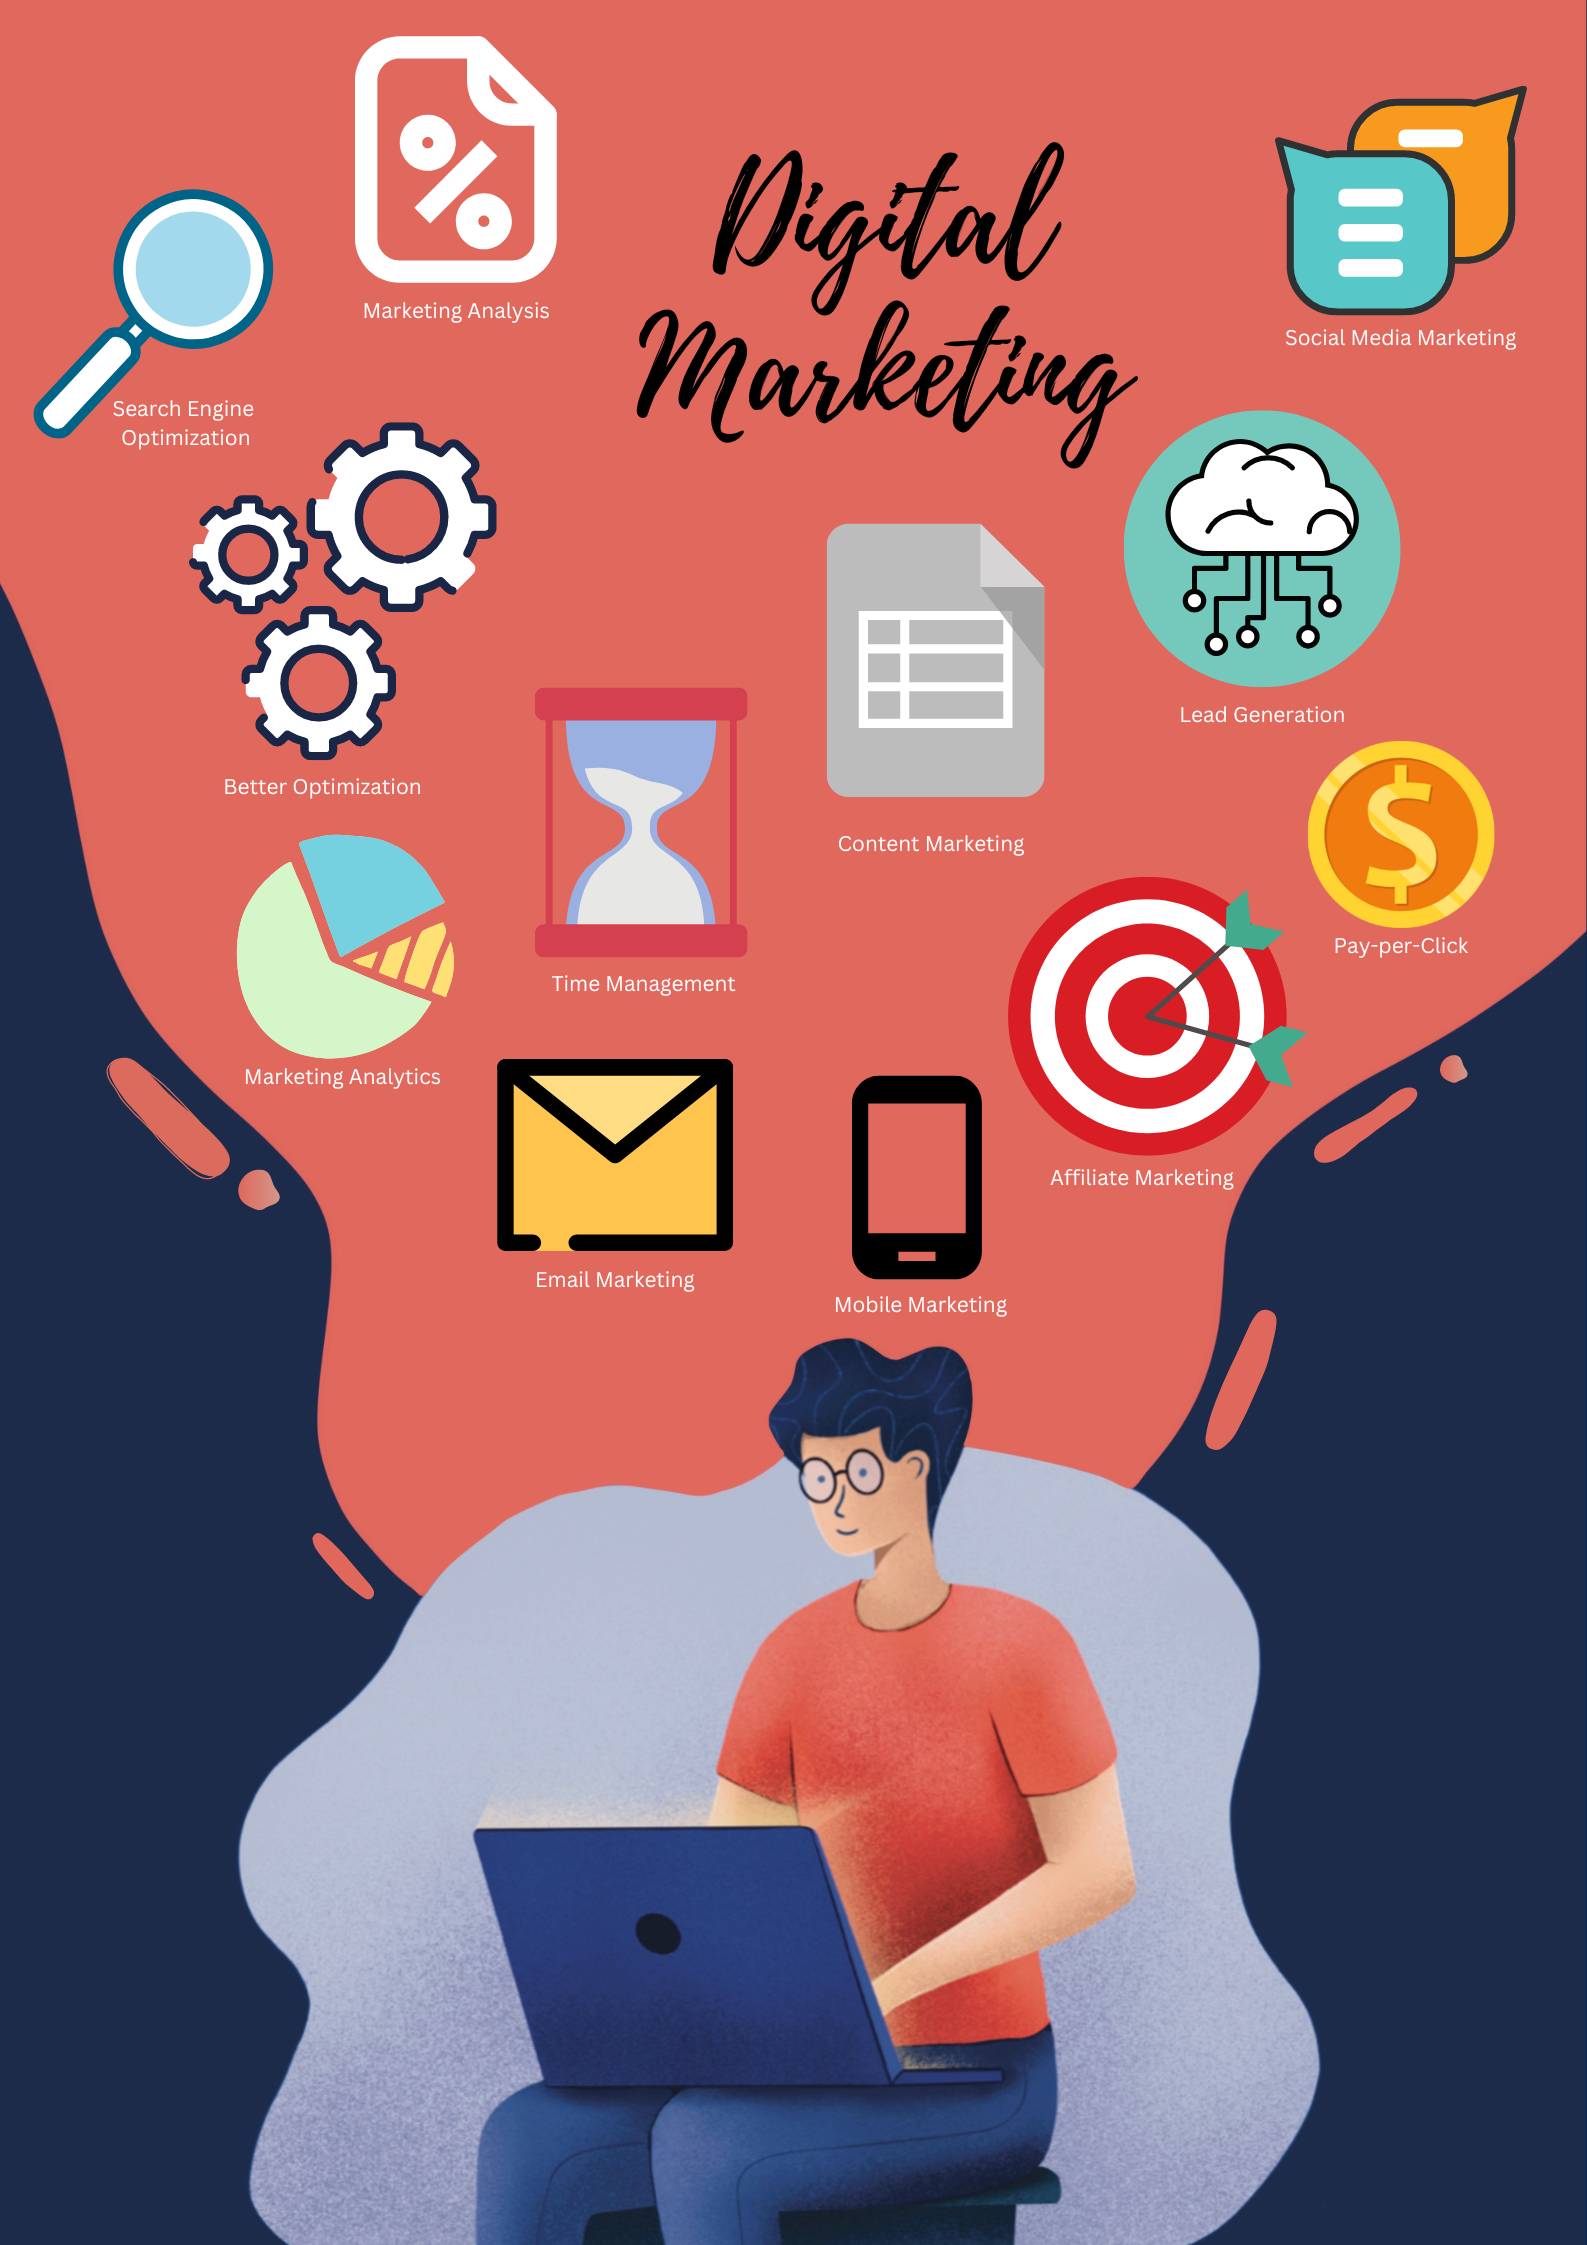 Digital
Marketing
Marketing Analysis
Social Media Marketing
Search Engine
Optimization
Lead Generation
Better Optimization
Content Marketing
Pay-per-Click
Time Management
Marketing Analytics
Affiliate Marketing
Email Marketing
Mobile Marketing